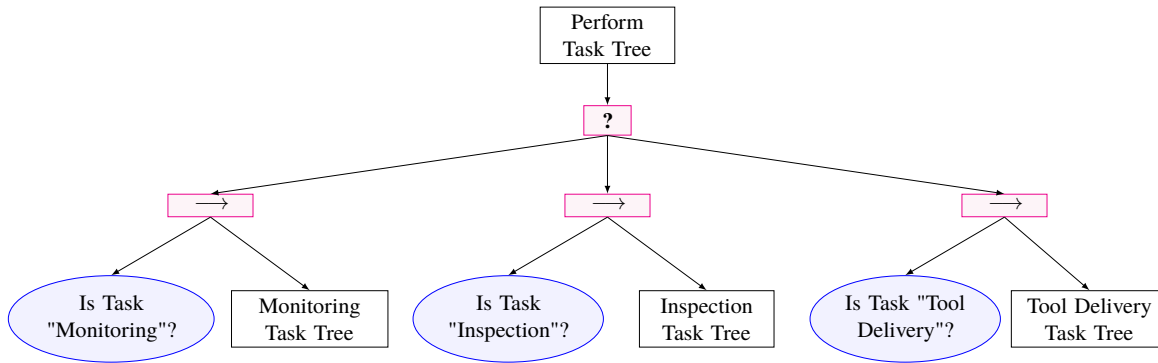 Perform
Task Tree
?
⟶
⟶
⟶
Is Task
"Monitoring"?
Monitoring
Task Tree
Is Task
"Inspection"?
Inspection
Task Tree
Is Task "Tool
Delivery"?
Tool Delivery
Task Tree